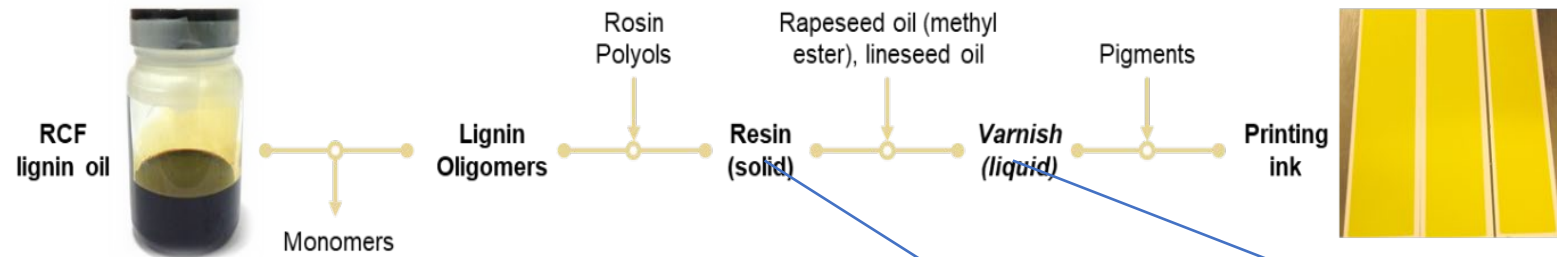 RCF
lignin oil
Monomers
Lignin
Oligomers
Rosin
Polyols
Resin
(solid)
Rapeseed oil (methyl
ester), lineseed oil
Varnish
(liquid)
Pigments
Printing
ink